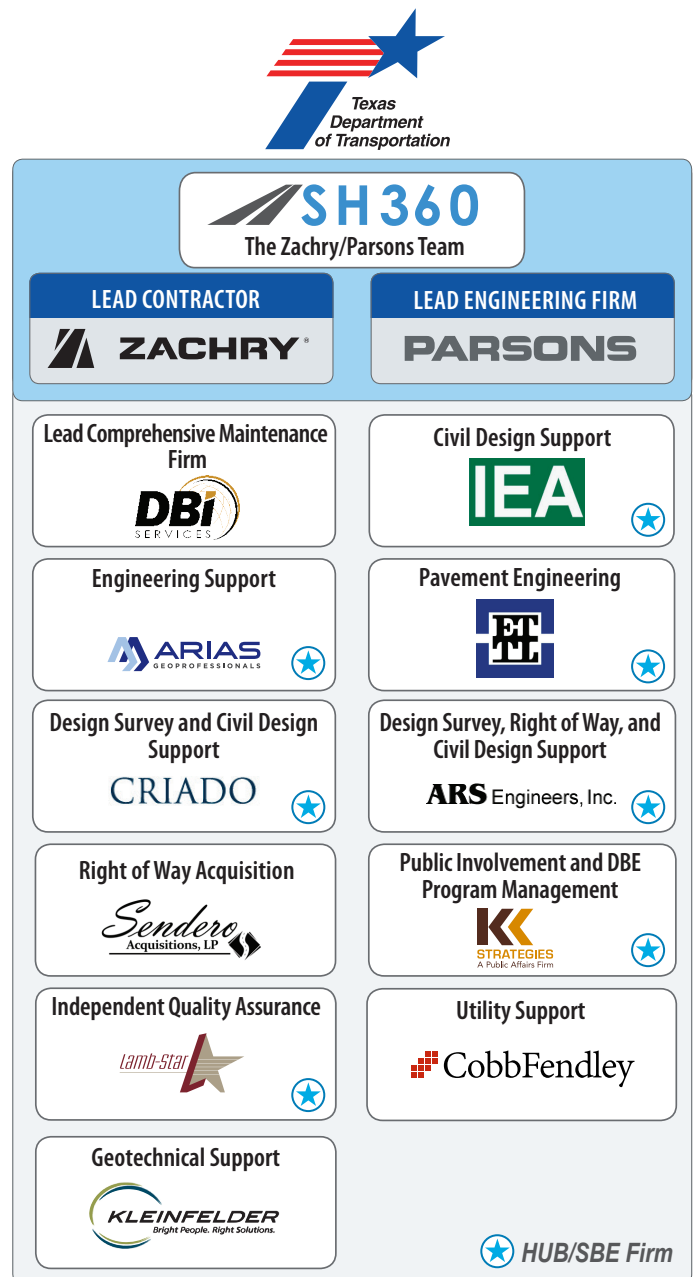 Texas
Department
of Transportation
SH360
The Zachry/Parsons Team
LEAD CONTRACTOR
ZACHRY®
LEAD ENGINEERING FIRM
PARSONS
Lead Comprehensive Maintenance
Firm
DBi
SERVICES
Civil Design Support
IEA
Engineering Support
ARIAS
GEOPROFESSIONALS
Pavement Engineering
ETTL
Design Survey and Civil Design
Support
CRIADO
Design Survey, Right of Way, and
Civil Design Support
ARS Engineers, Inc.
Right of Way Acquisition
Sendero
Acquisitions, LP
Public Involvement and DBE
Program Management
KK
STRATEGIES
A Public Affairs Firm
Independent Quality Assurance
Lamb-Star
Utility Support
CobbFendley
Geotechnical Support
KLEINFELDER
Bright People. Right Solutions.
HUB/SBE Firm